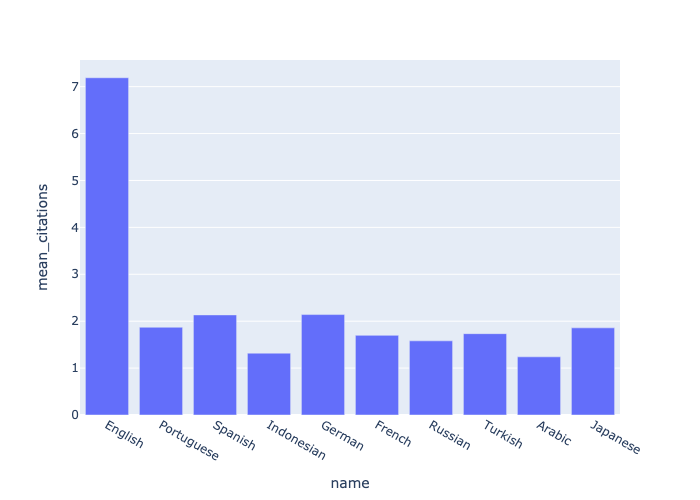 7
6
5
4
3
2
1
0
mean_citations
English
Portuguese
Spanish
Indonesian
German
French
Russian
Turkish
Arabic
Japanese
name